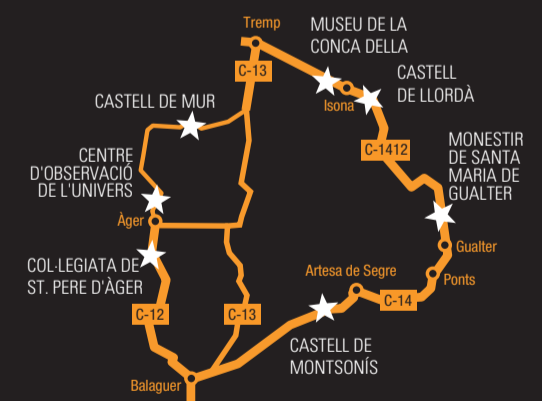 Tremp
MUSEU DE LA
CONCA DELLA
C-13
CASTELL
DE LLORDÀ
Isona
CASTELL DE MUR
C-1412
MONESTIR
DE SANTA
MARIA DE
GUALTER
CENTRE
D'OBSERVACIÓ
DE L'UNIVERS
Àger
Gualter
COL·LEGIATA DE
ST. PERE D'ÀGER
Artesa de Segre
Ponts
C-14
C-12
C-13
CASTELL DE
MONTSONÍS
Balaguer